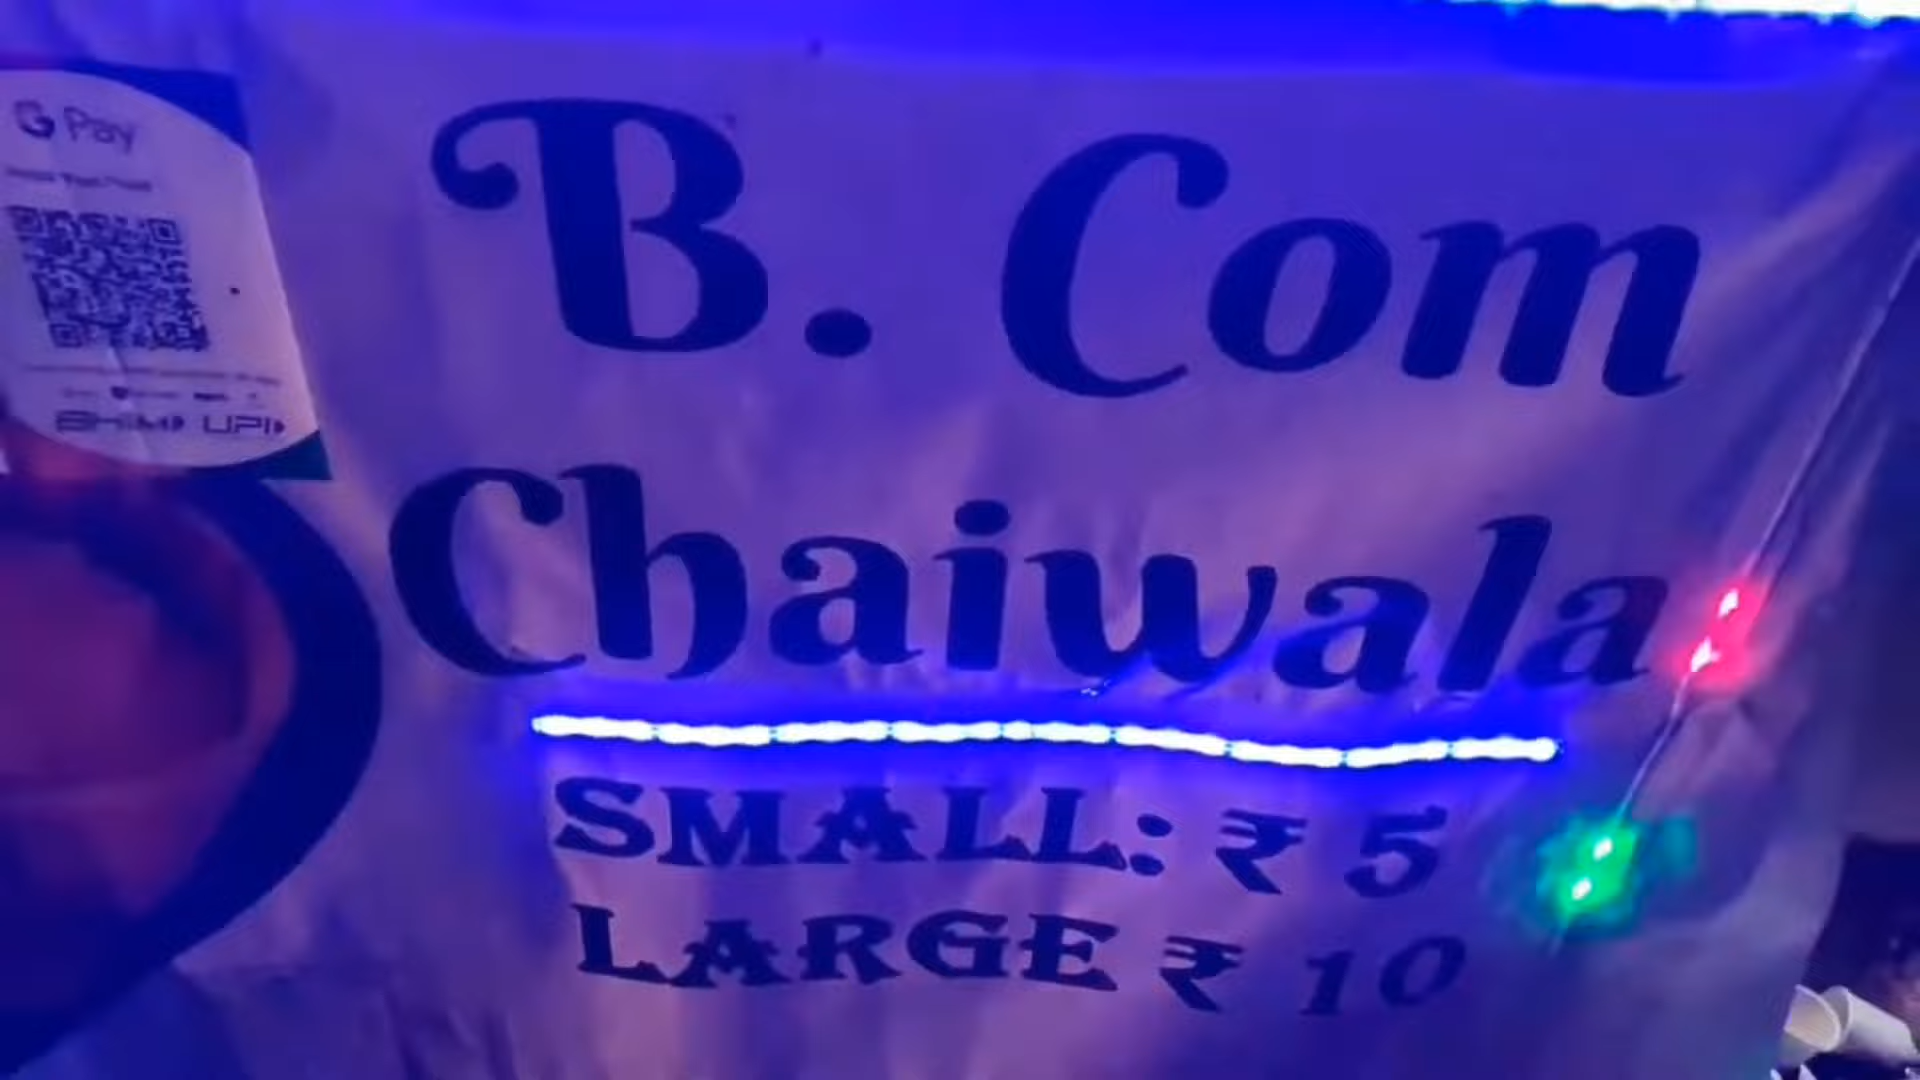 G Pay
BHIM UPI
B. Com
Chaiwala
SMALL: ₹ 5
LARGE ₹ 10